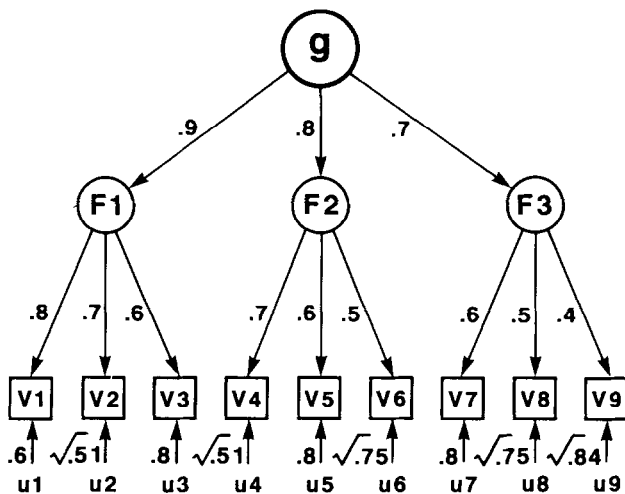 g
.9 .8 .7
F1 F2 F3
.8 .7 .6 .7 .6 .5 .6 .5 .4
V1 V2 V3 V4 V5 V6 V7 V8 V9
.6 √.51 .8 √.51 .8 √.75 .8 √.75 √.84
u1 u2 u3 u4 u5 u6 u7 u8 u9